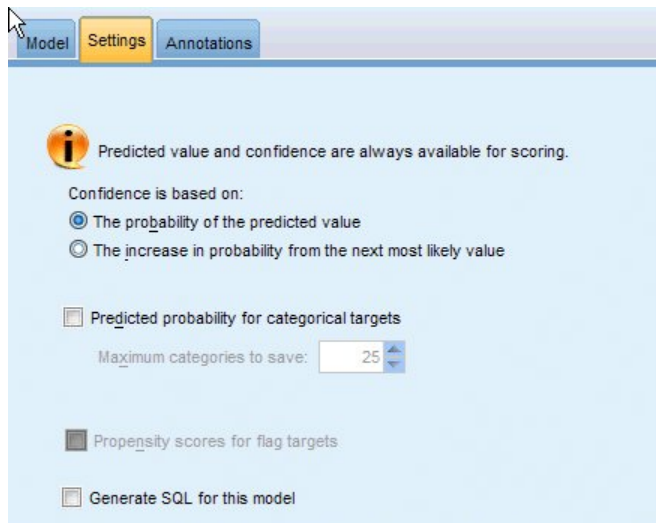 Model Settings Annotations
Predicted value and confidence are always available for scoring.
Confidence is based on:
The probability of the predicted value
The increase in probability from the next most likely value
Predicted probability for categorical targets
Maximum categories to save: 25
Propensity scores for flag targets
Generate SQL for this model